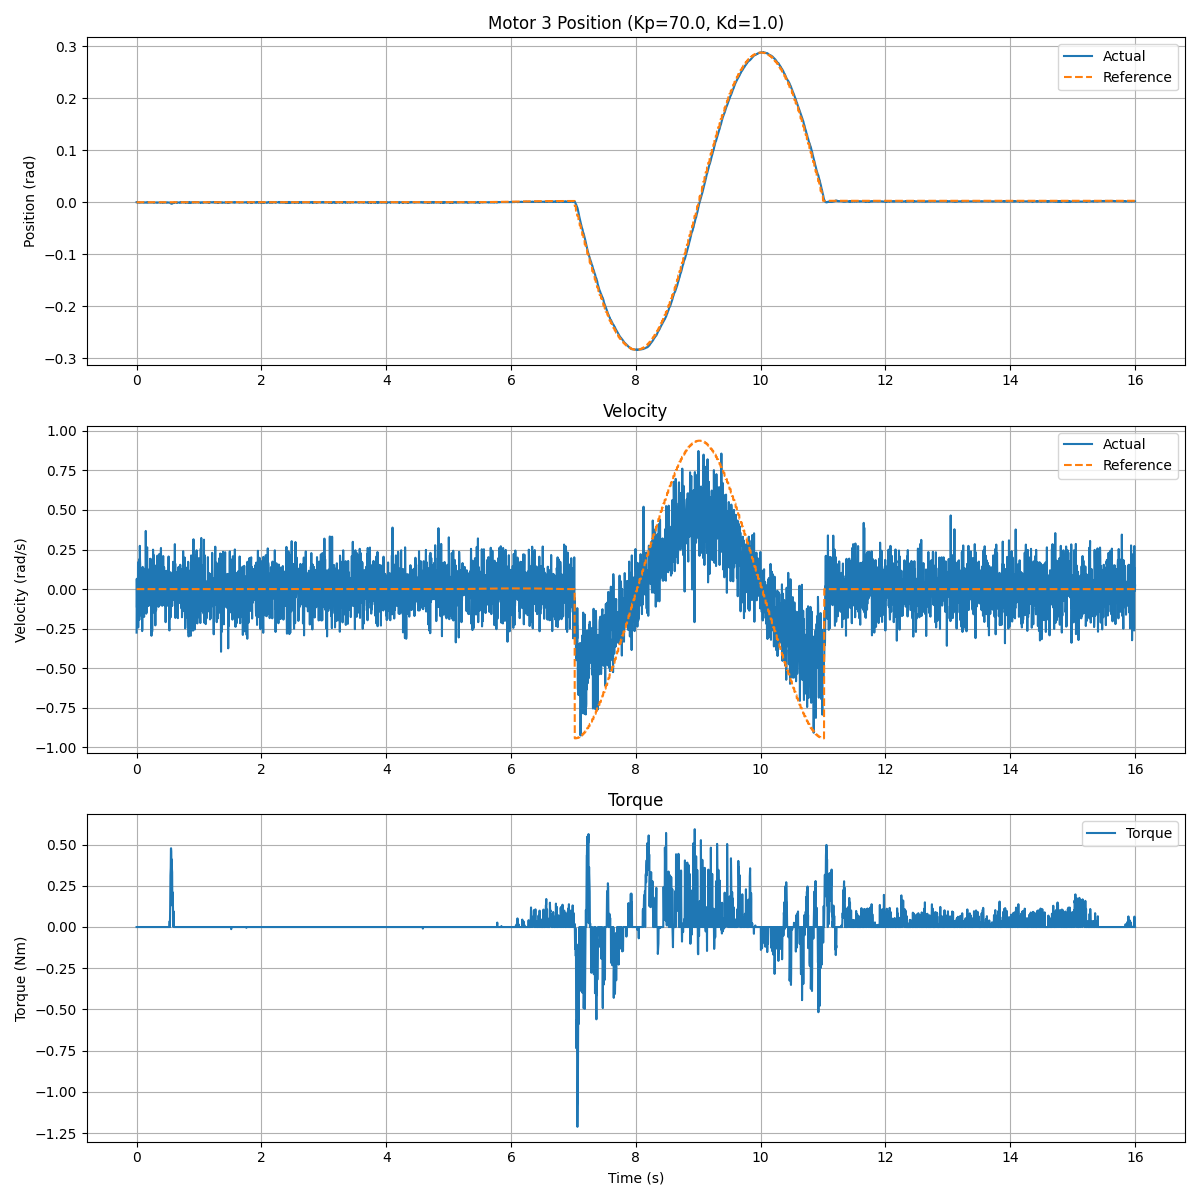 Motor 3 Position (Kp=70.0, Kd=1.0)
Position (rad)
0.3
0.2
0.1
0.0
−0.1
−0.2
−0.3
Actual
Reference
0 2 4 6 8 10 12 14 16
Velocity
Velocity (rad/s)
1.00
0.75
0.50
0.25
0.00
−0.25
−0.50
−0.75
−1.00
Actual
Reference
0 2 4 6 8 10 12 14 16
Torque
Torque (Nm)
0.50
0.25
0.00
−0.25
−0.50
−0.75
−1.00
−1.25
Torque
0 2 4 6 8 10 12 14 16
Time (s)